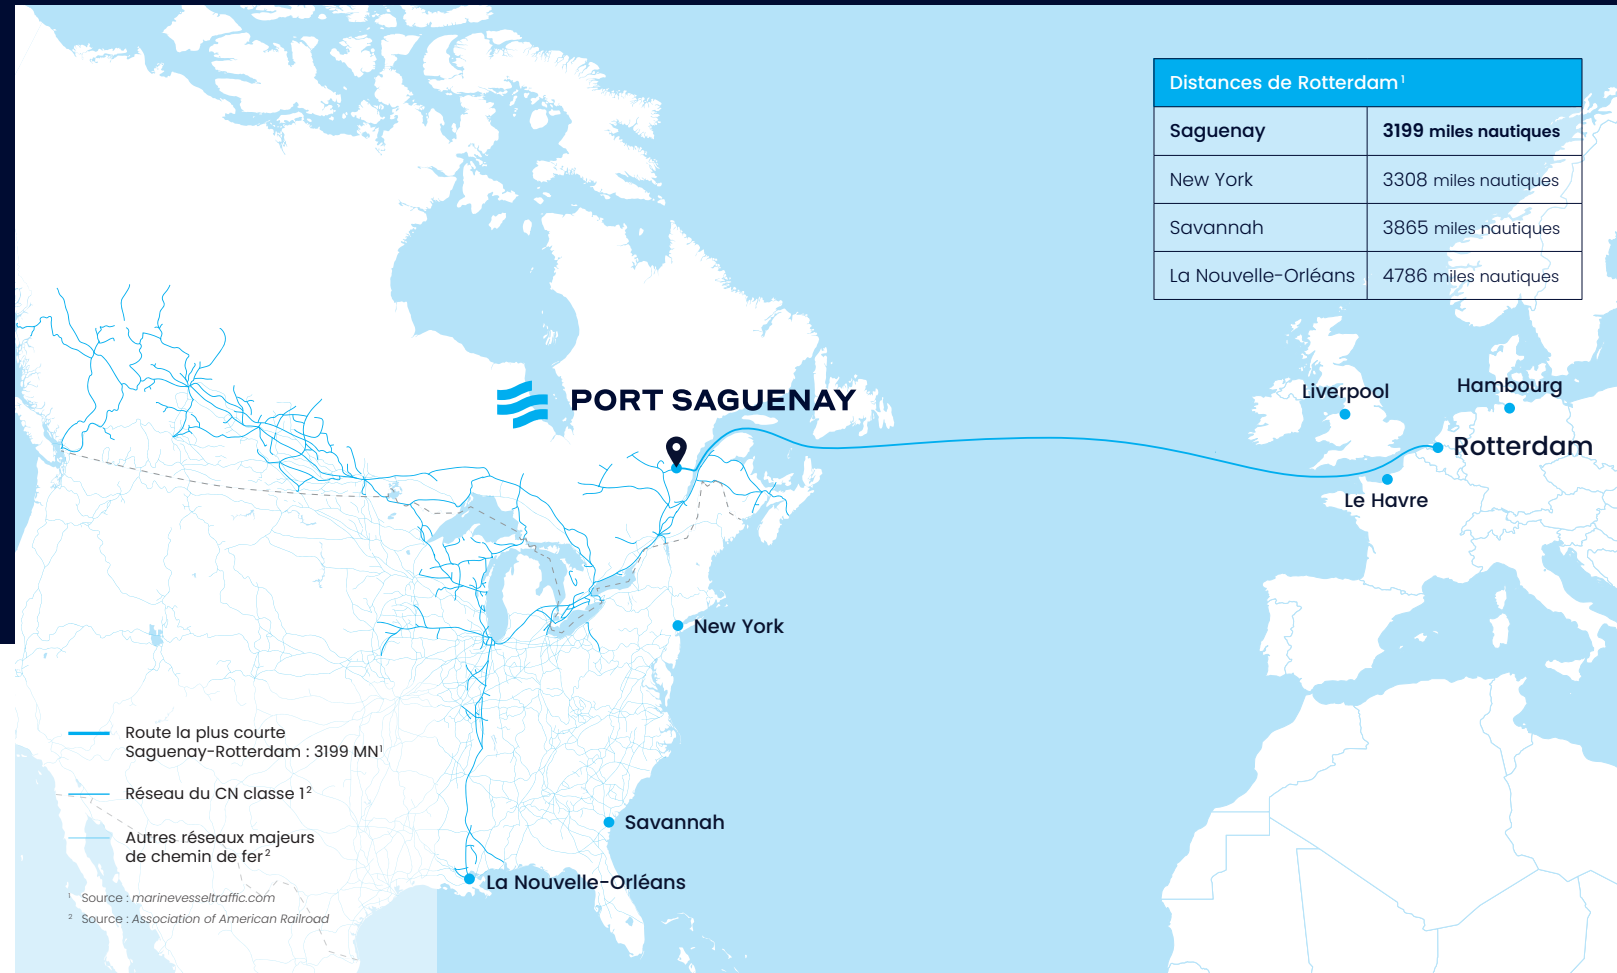 Distances de Rotterdam¹
Saguenay 3199 miles nautiques
New York 3308 miles nautiques
Savannah 3865 miles nautiques
La Nouvelle-Orléans 4786 miles nautiques
PORT SAGUENAY
Liverpool
Hambourg
Rotterdam
Le Havre
New York
Savannah
La Nouvelle-Orléans
Route la plus courte
Saguenay-Rotterdam : 3199 MN¹
Réseau du CN classe 1²
Autres réseaux majeurs
de chemin de fer²
¹ Source : marinevesseltraffic.com
² Source : Association of American Railroad